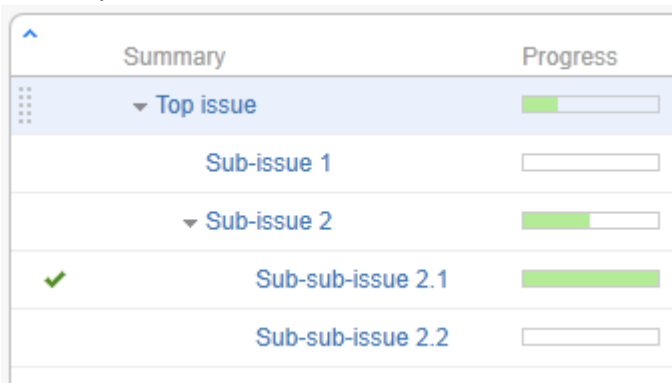 Summary Progress
Top issue
Sub-issue 1
Sub-issue 2
Sub-sub-issue 2.1
Sub-sub-issue 2.2